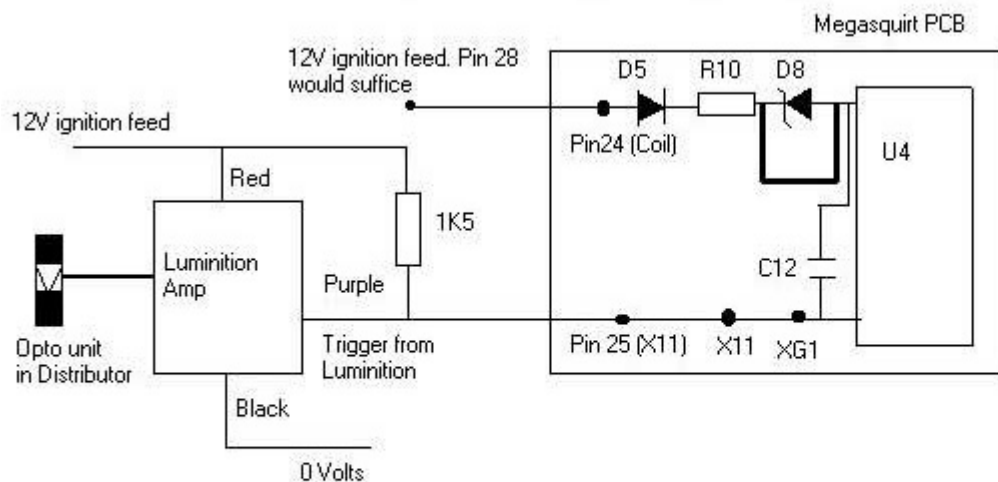 Megasquirt PCB
12V ignition feed. Pin 28
would suffice
D5
R10
D8
12V ignition feed
Pin24 (Coil)
U4
Red
1K5
Luminition
Amp
Purple
C12
Opto unit
in Distributor
Trigger from
Luminition
Pin 25 (X11)
X11
XG1
Black
0 Volts